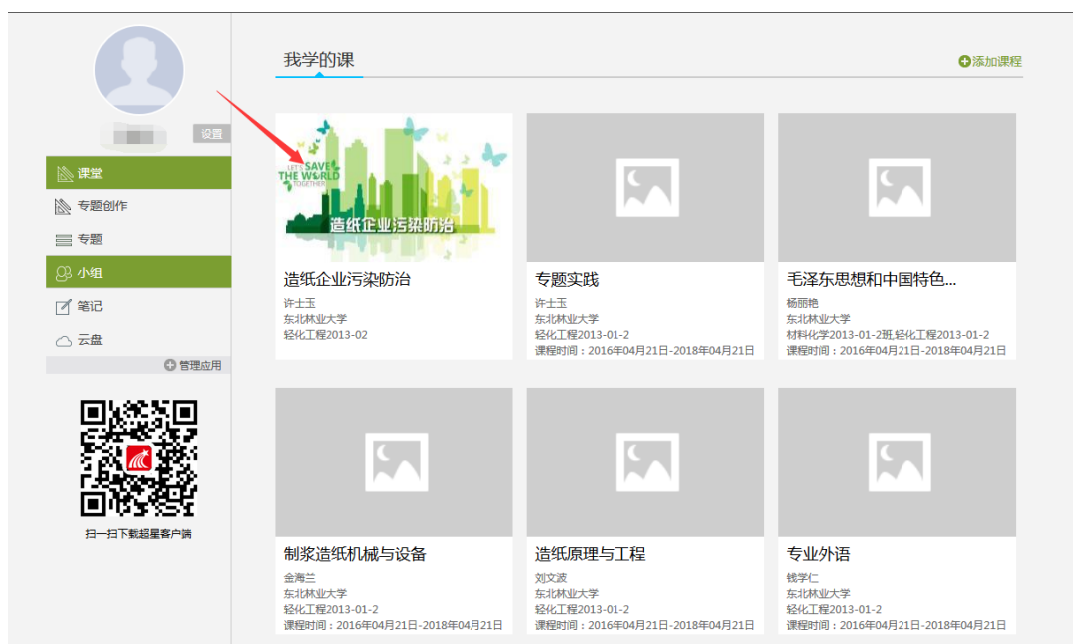 我学的课
添加课程
设置
课堂
专题创作
专题
小组
笔记
云盘
管理应用
扫一扫下载超星客户端
LET'S SAVE
THE WORLD
TOGETHER
造纸企业污染防治
造纸企业污染防治
许士玉
东北林业大学
轻化工程2013-02
专题实践
许士玉
东北林业大学
轻化工程2013-01-2
课程时间：2016年04月21日-2018年04月21日
毛泽东思想和中国特色...
杨丽艳
东北林业大学
材料化学2013-01-2班,轻化工程2013-01-2
课程时间：2016年04月21日-2018年04月21日
制浆造纸机械与设备
金海兰
东北林业大学
轻化工程2013-01-2
课程时间：2016年04月21日-2018年04月21日
造纸原理与工程
刘文波
东北林业大学
轻化工程2013-01-2
课程时间：2016年04月21日-2018年04月21日
专业外语
钱学仁
东北林业大学
轻化工程2013-01-2
课程时间：2016年04月21日-2018年04月21日